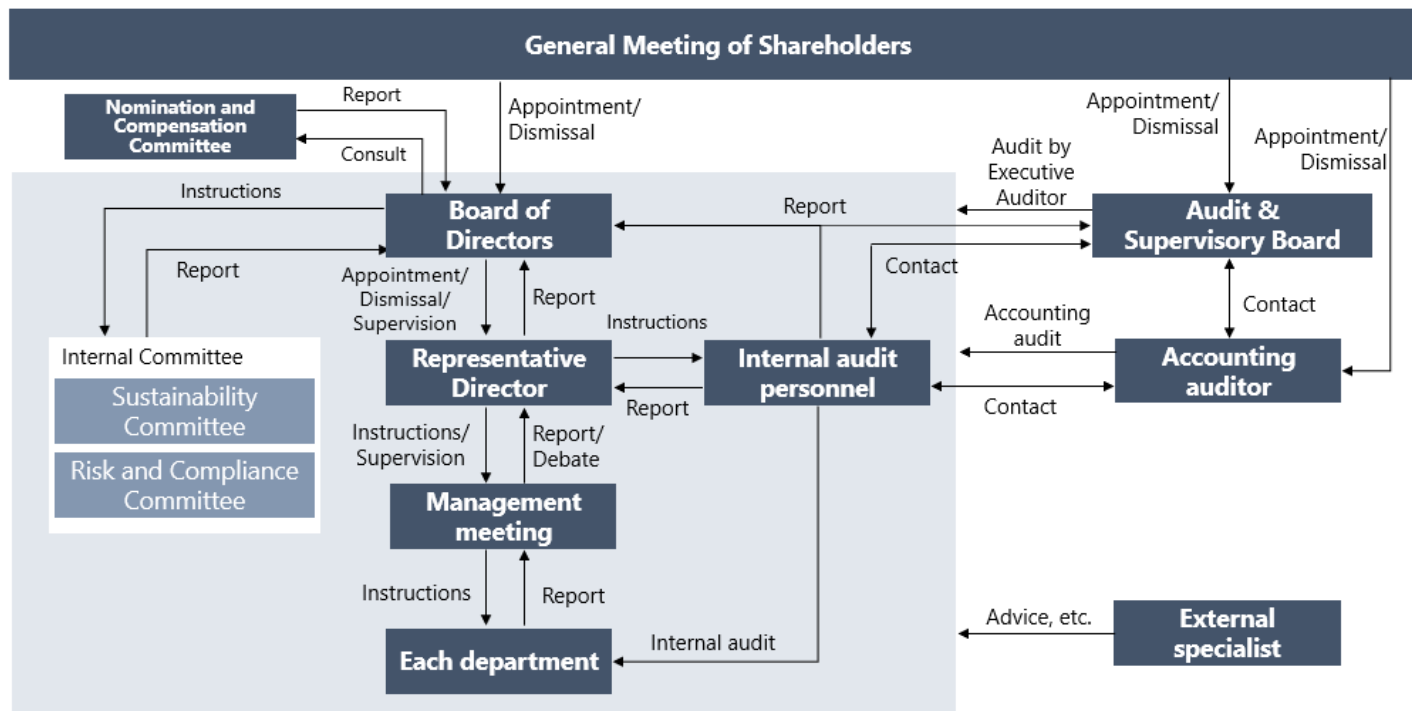 General Meeting of Shareholders
Nomination and
Compensation
Committee
Report
Consult
Appointment/
Dismissal
Appointment/
Dismissal
Appointment/
Dismissal
Audit by
Executive
Auditor
Instructions
Board of
Directors
Report
Audit &
Supervisory Board
Report
Contact
Appointment/
Dismissal/
Supervision
Report
Contact
Instructions
Accounting
audit
Internal Committee
Sustainability
Committee
Risk and Compliance
Committee
Representative
Director
Internal audit
personnel
Accounting
auditor
Report
Contact
Instructions/
Supervision
Report/
Debate
Management
meeting
Instructions
Report
Each department
Internal audit
Advice, etc.
External
specialist